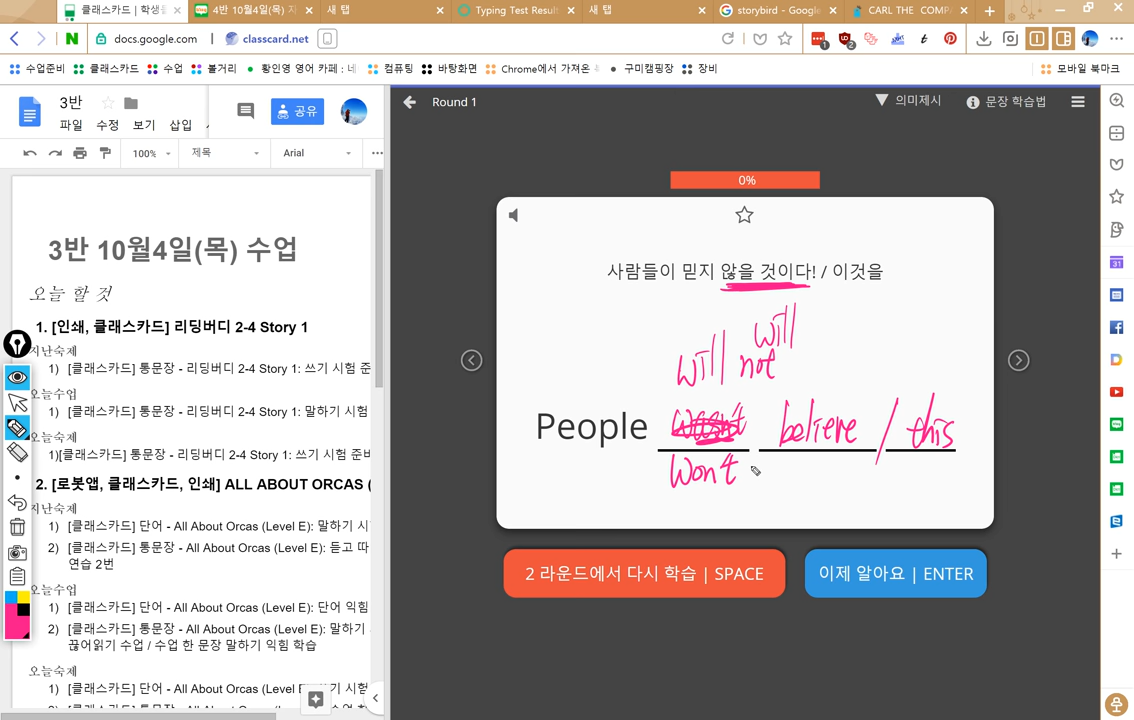 클래스카드 | 학생들
4반 10월4일(목) 지
새 탭
Typing Test Resul
새 탭
storybird - Google
CARL THE COMP
docs.google.com
classcard.net
수업준비
클래스카드
수업
볼거리
황인영 영어 카페 : 네
컴퓨팅
바탕화면
Chrome에서 가져온
구미캠핑장
장비
모바일 북마크
3반
파일 수정 보기 삽입
공유
100% 제목 Arial
3반 10월4일(목) 수업
오늘 할 것
1. [인쇄, 클래스카드] 리딩버디 2-4 Story 1
지난숙제
1) [클래스카드] 통문장 - 리딩버디 2-4 Story 1: 쓰기 시험 준
오늘수업
1) [클래스카드] 통문장 - 리딩버디 2-4 Story 1: 말하기 시험
오늘숙제
1)[클래스카드] 통문장 - 리딩버디 2-4 Story 1: 쓰기 시험 준비
2. [로봇앱, 클래스카드, 인쇄] ALL ABOUT ORCAS (
지난숙제
1) [클래스카드] 단어 - All About Orcas (Level E): 말하기 시
2) [클래스카드] 통문장 - All About Orcas (Level E): 듣고 따
연습 2번
오늘수업
1) [클래스카드] 단어 - All About Orcas (Level E): 단어 익힘
2) [클래스카드] 통문장 - All About Orcas (Level E): 말하기
끊어읽기 수업 / 수업 한 문장 말하기 익힘 학습
오늘숙제
1) [클래스카드] 단어 - All About Orcas (Level E): 쓰기 시험
Round 1
의미제시
문장 학습법
0%
사람들이 믿지 않을 것이다! / 이것을
will
will not
People believe / this
won't
2 라운드에서 다시 학습 | SPACE
이제 알아요 | ENTER